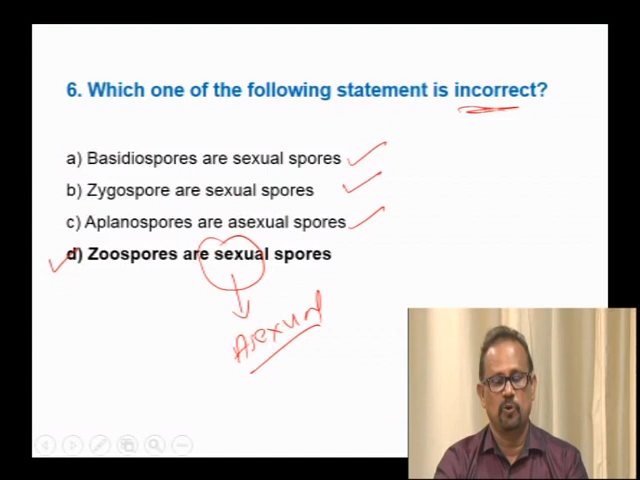 6. Which one of the following statement is incorrect?
a) Basidiospores are sexual spores
b) Zygospore are sexual spores
c) Aplanospores are asexual spores
d) Zoospores are sexual spores
Asexual